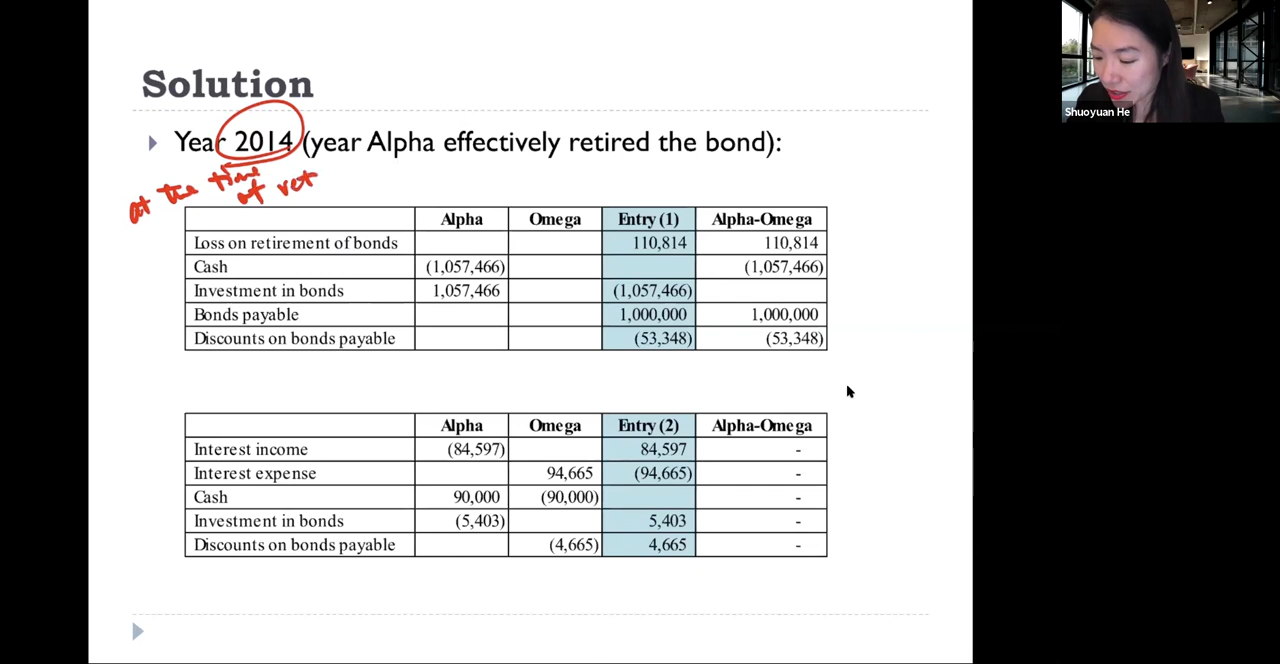 Solution
Year 2014 (year Alpha effectively retired the bond):
at the time
of ret
Alpha Omega Entry (1) Alpha-Omega
Loss on retirement of bonds 110,814 110,814
Cash (1,057,466) (1,057,466)
Investment in bonds 1,057,466 (1,057,466)
Bonds payable 1,000,000 1,000,000
Discounts on bonds payable (53,348) (53,348)
Alpha Omega Entry (2) Alpha-Omega
Interest income (84,597) 84,597 -
Interest expense 94,665 (94,665) -
Cash 90,000 (90,000) -
Investment in bonds (5,403) 5,403 -
Discounts on bonds payable (4,665) 4,665 -
Shuoyuan He